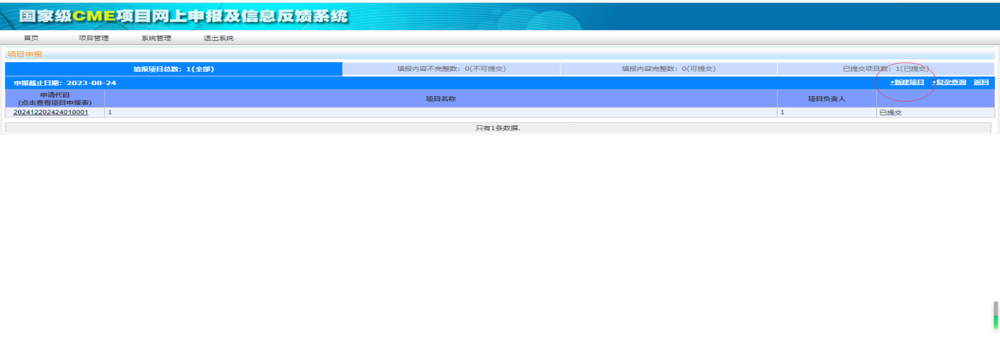 国家级CME项目网上申报及信息反馈系统
首页 项目管理 系统管理 退出系统
项目申报
填报项目总数：1(全部) 填报内容不完整数：0(不可提交) 填报内容完整数：0(可提交) 已提交项目数：1(已提交)
申报截止日期：2023-08-24 +新建项目 +复杂查询 返回
申请代码
(点击查看项目申报表) 项目名称 项目负责人
202412202424010001 1 1 已提交
只有1条数据.